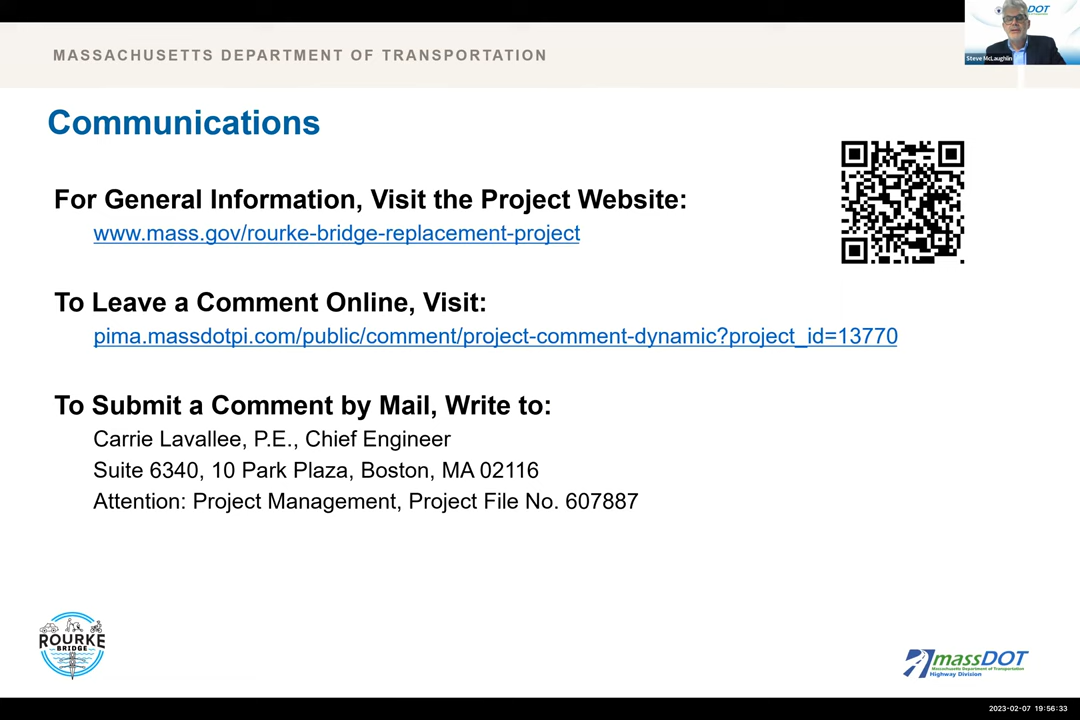 MASSACHUSETTS DEPARTMENT OF TRANSPORTATION
DOT
Steve McLaughlin
Communications
For General Information, Visit the Project Website:
www.mass.gov/rourke-bridge-replacement-project
To Leave a Comment Online, Visit:
pima.massdotpi.com/public/comment/project-comment-dynamic?project_id=13770
To Submit a Comment by Mail, Write to:
Carrie Lavallee, P.E., Chief Engineer
Suite 6340, 10 Park Plaza, Boston, MA 02116
Attention: Project Management, Project File No. 607887
ROURKE
BRIDGE
massDOT
Massachusetts Department of Transportation
Highway Division
2023-02-07 19:56:33